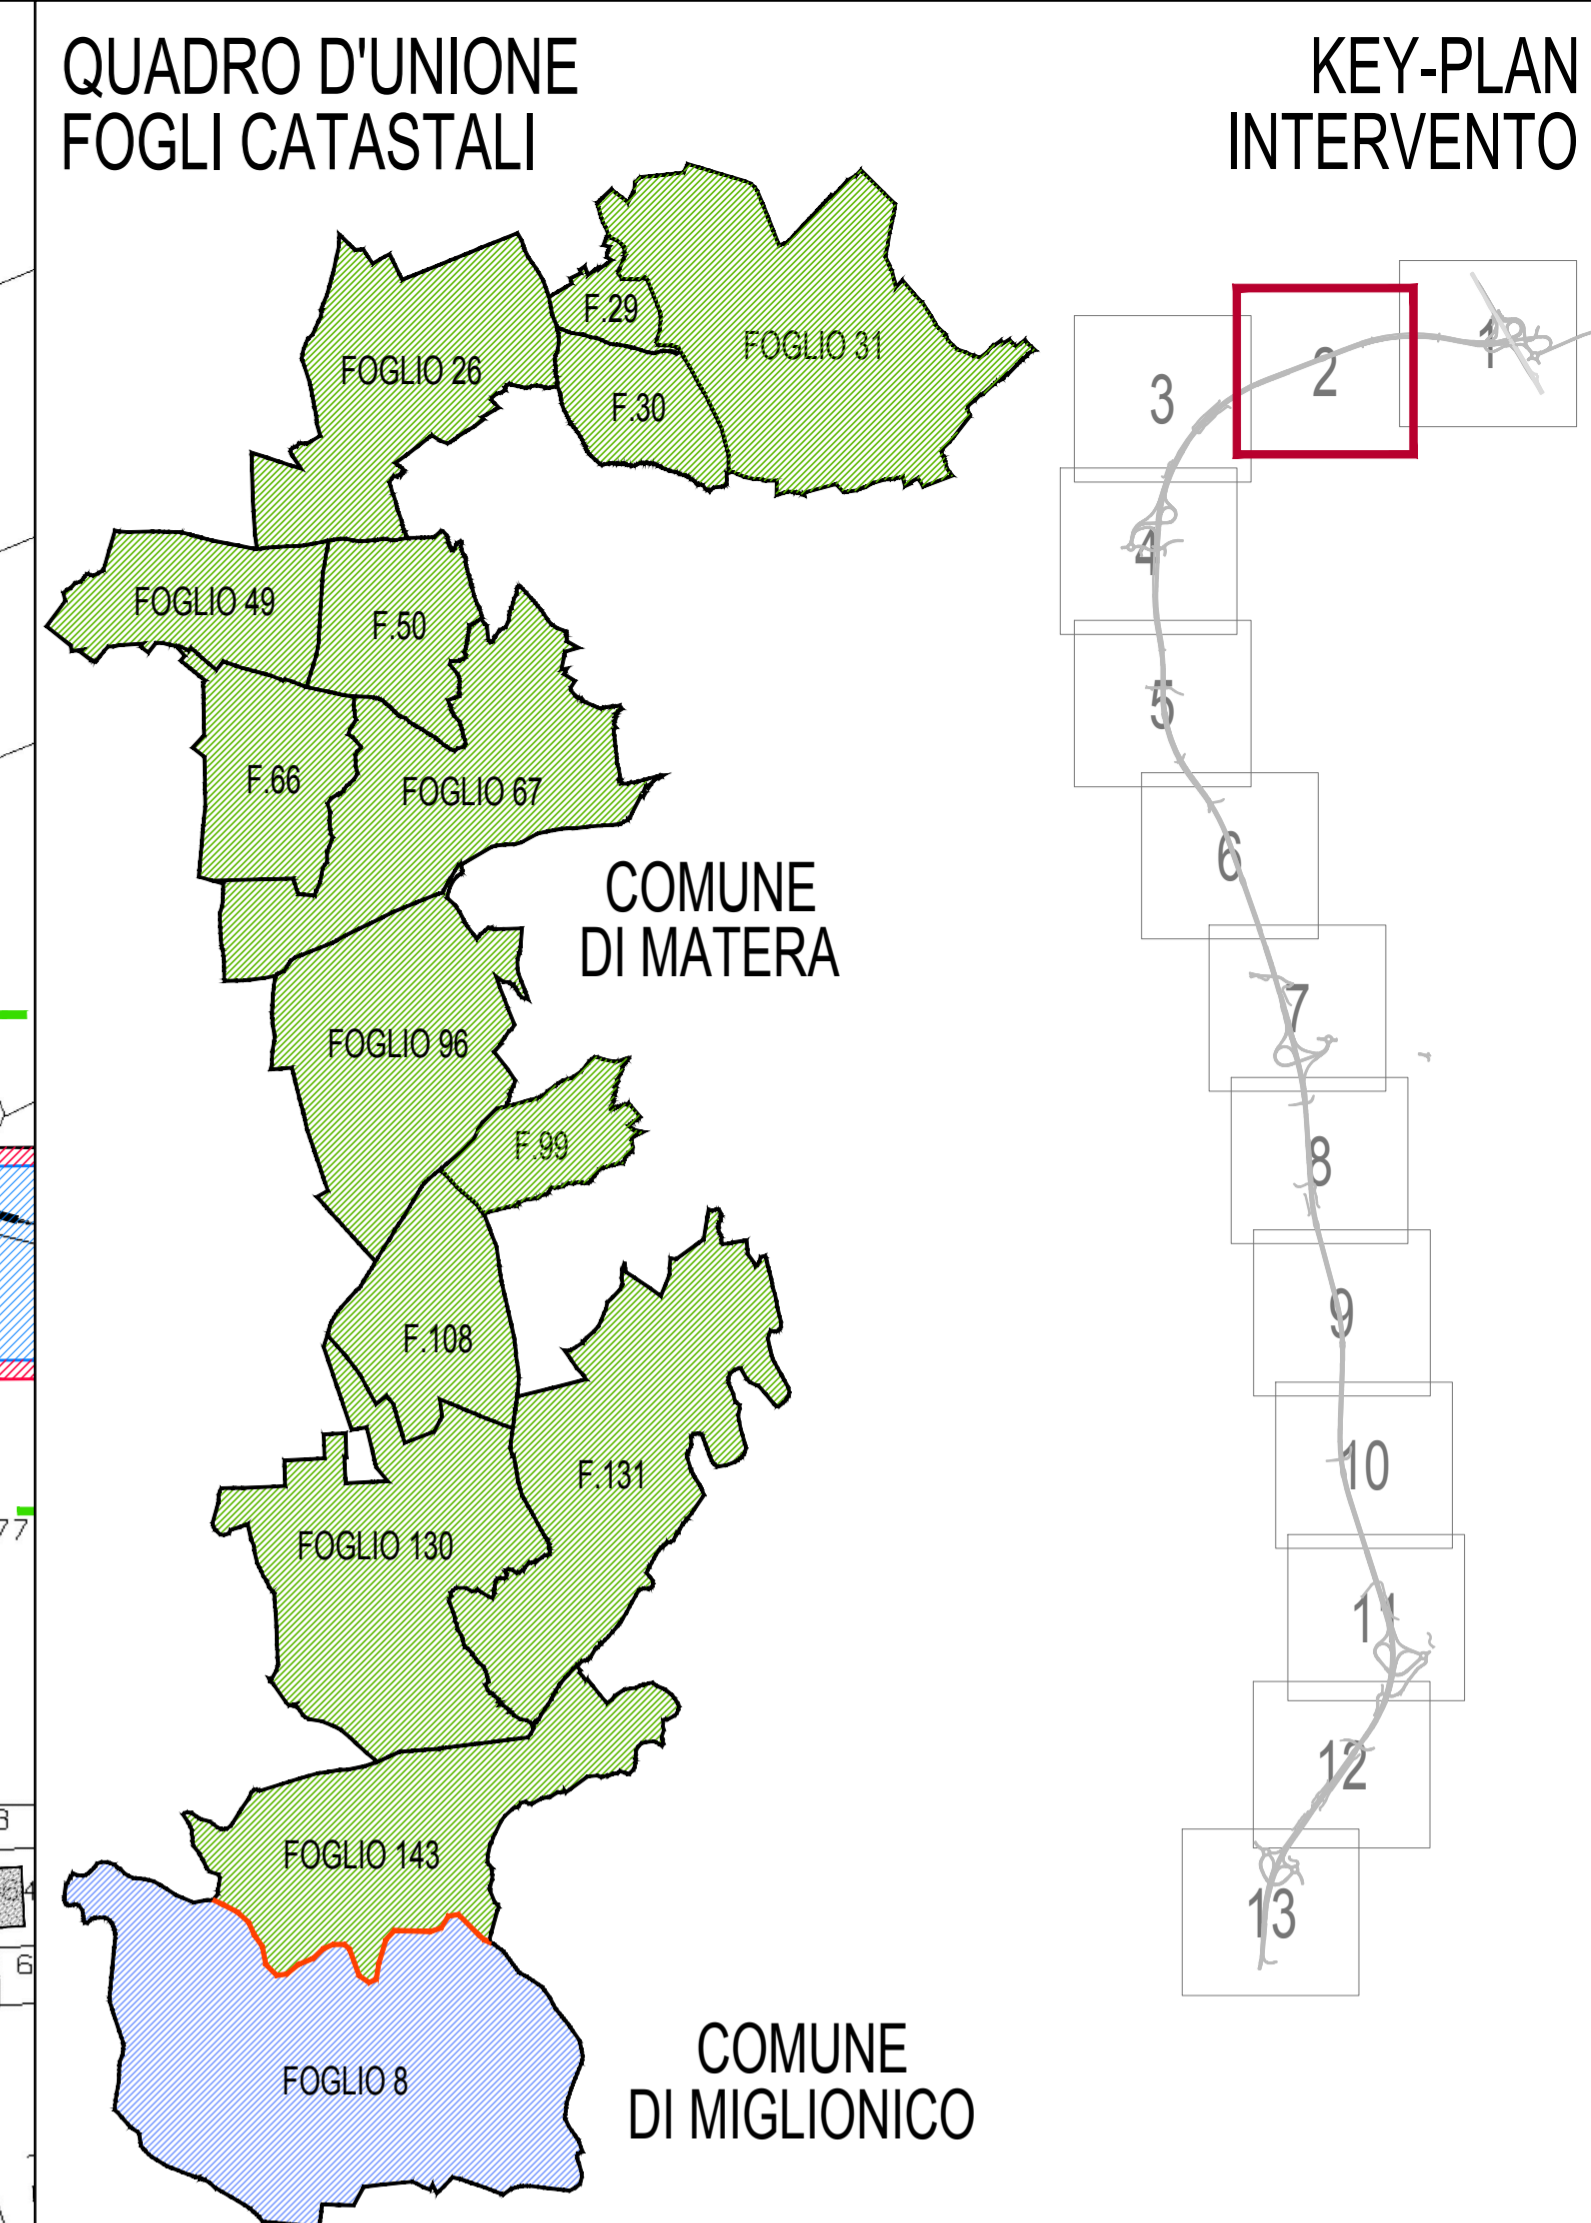 QUADRO D'UNIONE
FOGLI CATASTALI
KEY-PLAN
INTERVENTO
F.29
FOGLIO 31
FOGLIO 26
F.30
FOGLIO 49
F.50
F.66
FOGLIO 67
COMUNE
DI MATERA
FOGLIO 96
F.99
F.108
F.131
FOGLIO 130
FOGLIO 143
FOGLIO 8
COMUNE
DI MIGLIONICO
1
2
3
4
5
6
7
8
9
10
11
12
13
77
6